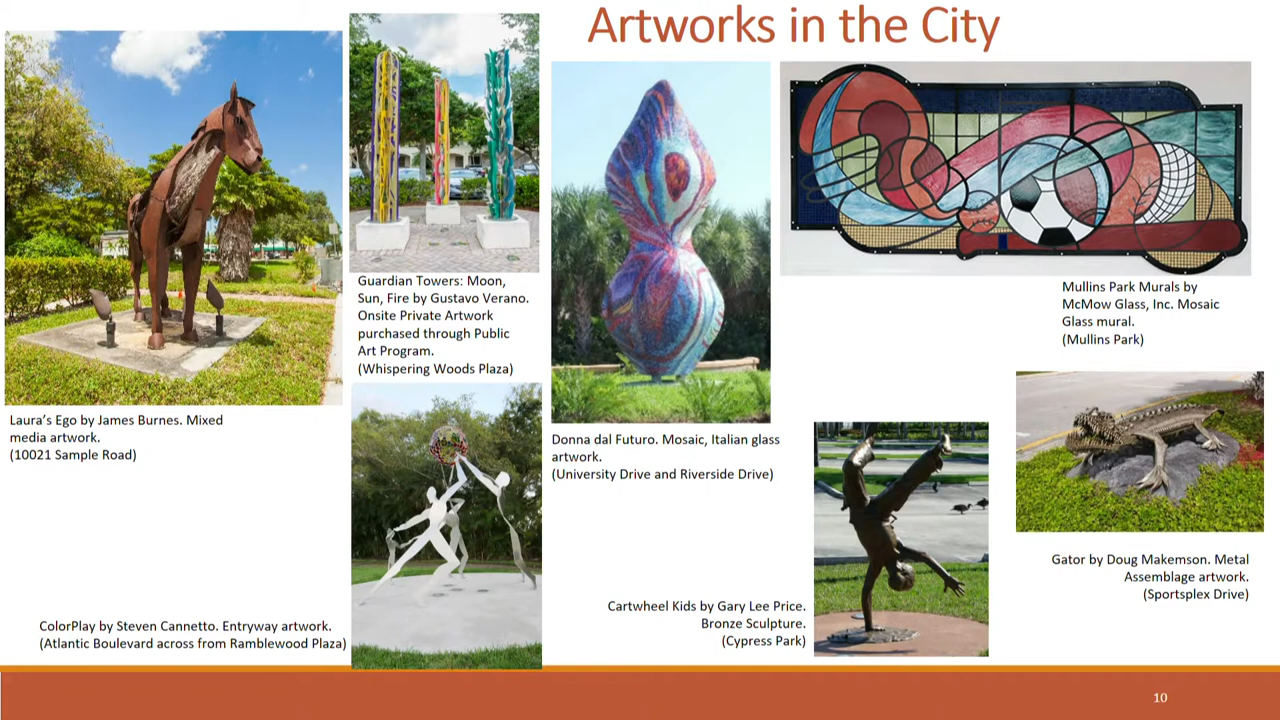 Artworks in the City
Guardian Towers: Moon,
Sun, Fire by Gustavo Verano.
Onsite Private Artwork
purchased through Public
Art Program.
(Whispering Woods Plaza)
Mullins Park Murals by
McMow Glass, Inc. Mosaic
Glass mural.
(Mullins Park)
Laura’s Ego by James Burnes. Mixed
media artwork.
(10021 Sample Road)
Donna dal Futuro. Mosaic, Italian glass
artwork.
(University Drive and Riverside Drive)
Gator by Doug Makemson. Metal
Assemblage artwork.
(Sportsplex Drive)
Cartwheel Kids by Gary Lee Price.
Bronze Sculpture.
(Cypress Park)
ColorPlay by Steven Cannetto. Entryway artwork.
(Atlantic Boulevard across from Ramblewood Plaza)
10